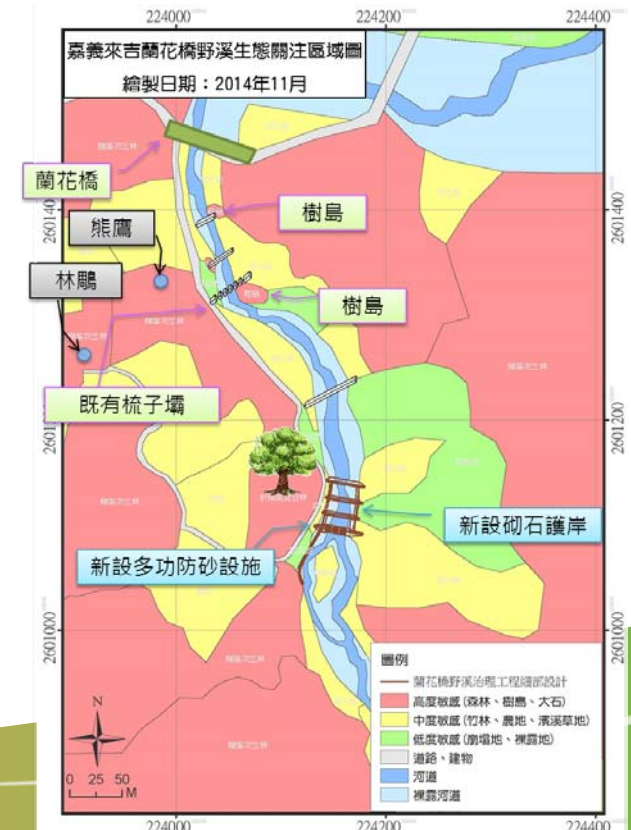 224000
224200
224400
嘉義來吉蘭花橋野溪生態關注區域圖
繪製日期：2014年11月
蘭花橋
樹島
2601400
2601400
熊鷹
林鵰
樹島
既有梳子壩
2601200
新設砌石護岸
新設多功防砂設施
2601000
2601000
圖例
蘭花橋野溪治理工程細部設計
高度敏感(森林、樹島、大石)
中度敏感(竹林、農地、濱溪草地)
低度敏感(崩塌地、裸露地)
道路、建物
河道
裸露河道
N
0 25 50
M
224000
224200
224400